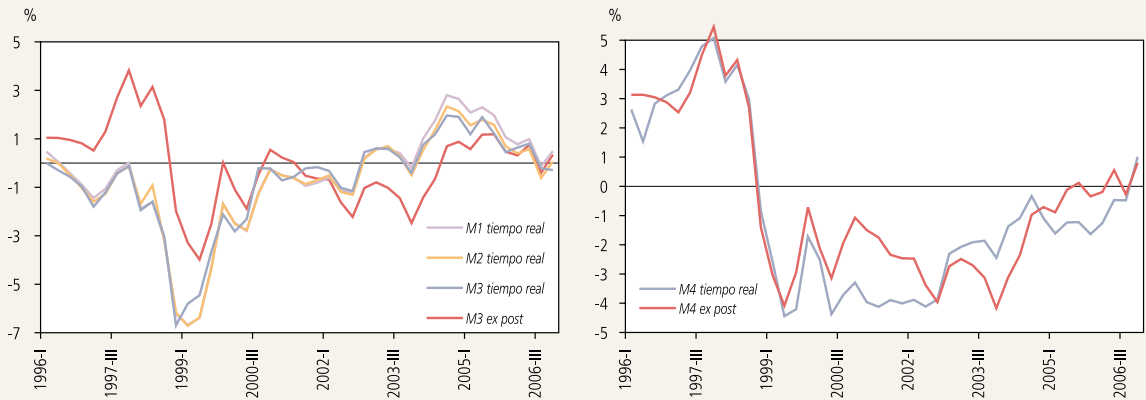 %
5
3
1
-1
-3
-5
-7
M1 tiempo real
M2 tiempo real
M3 tiempo real
M3 ex post
1996-I
1997-III
1999-I
2000-III
2002-I
2003-III
2005-I
2006-III
%
5
4
3
2
1
0
-1
-2
-3
-4
-5
M4 tiempo real
M4 ex post
1996-I
1997-III
1999-I
2000-III
2002-I
2003-III
2005-I
2006-III